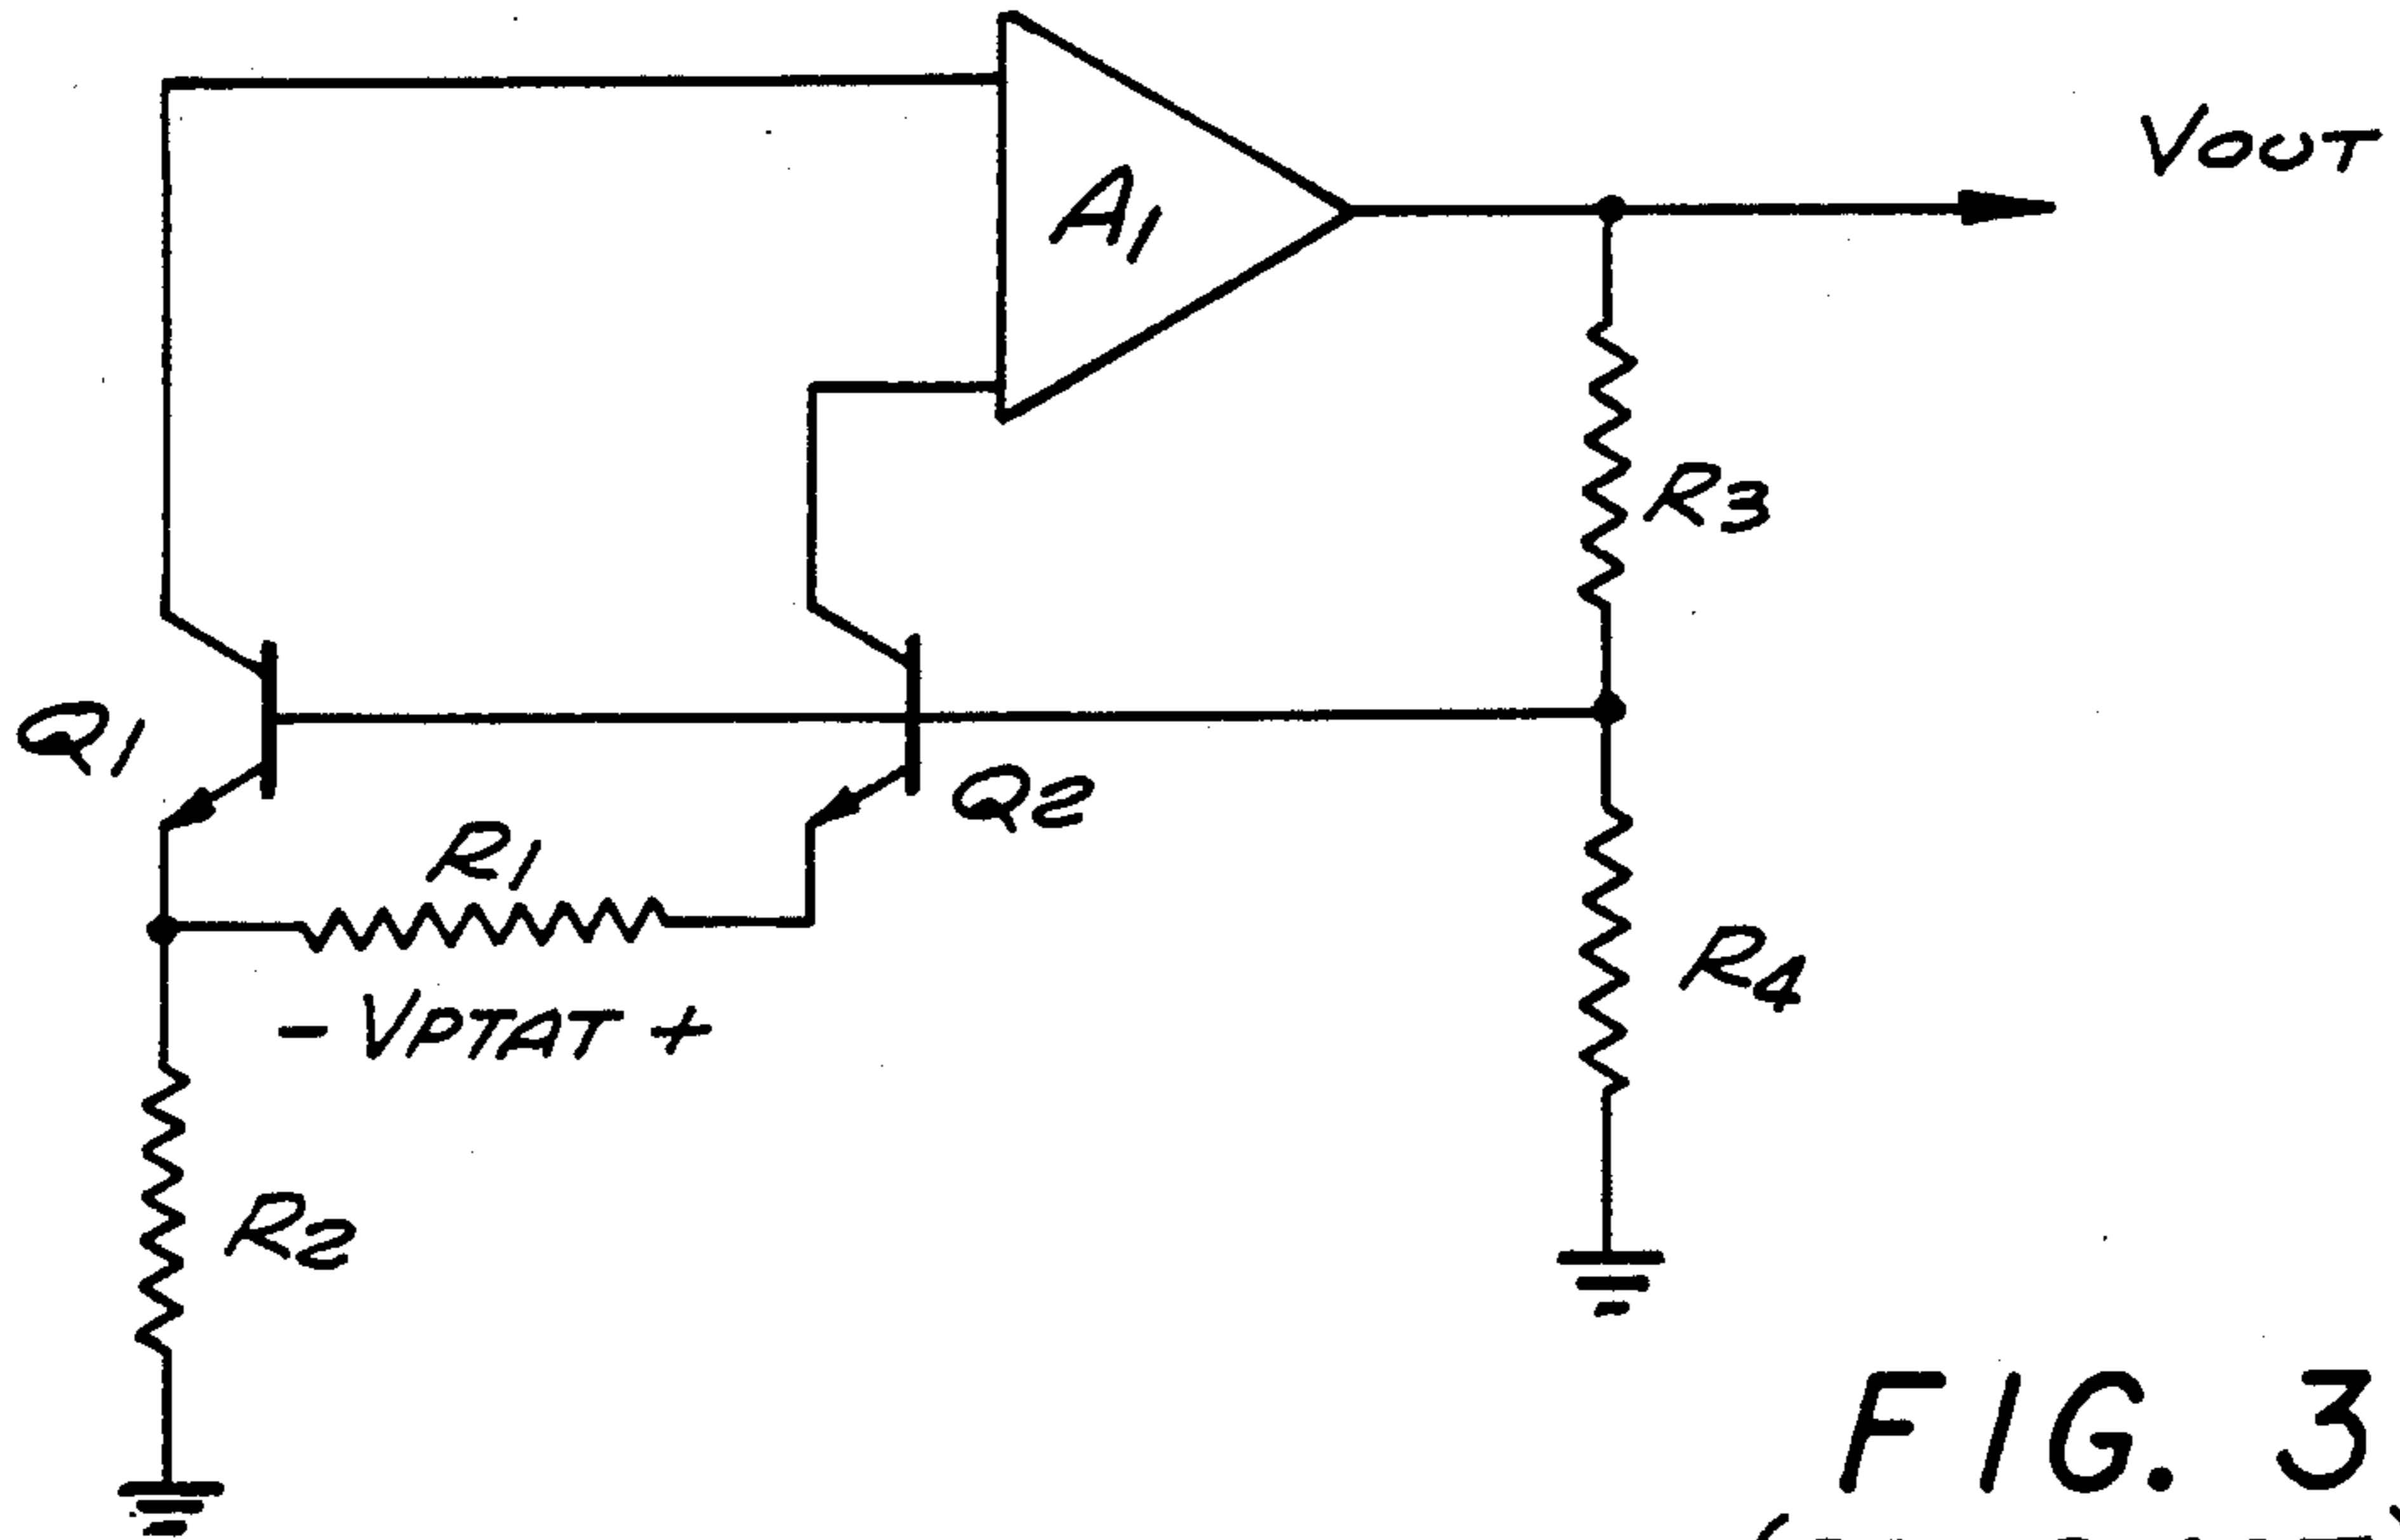 A1
VOUT
R3
Q1
Q2
R1
R4
- VPTAT +
R2
FIG. 3